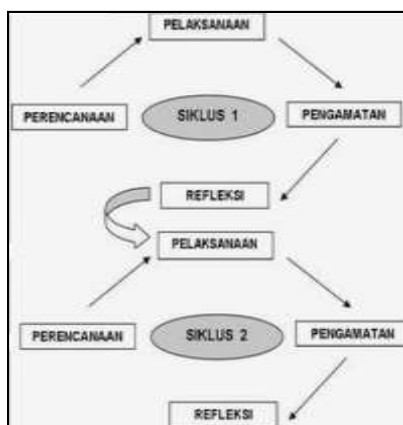 PELAKSANAAN
PERENCANAAN
SIKLUS 1
PENGAMATAN
REFLEKSI
PELAKSANAAN
PERENCANAAN
SIKLUS 2
PENGAMATAN
REFLEKSI